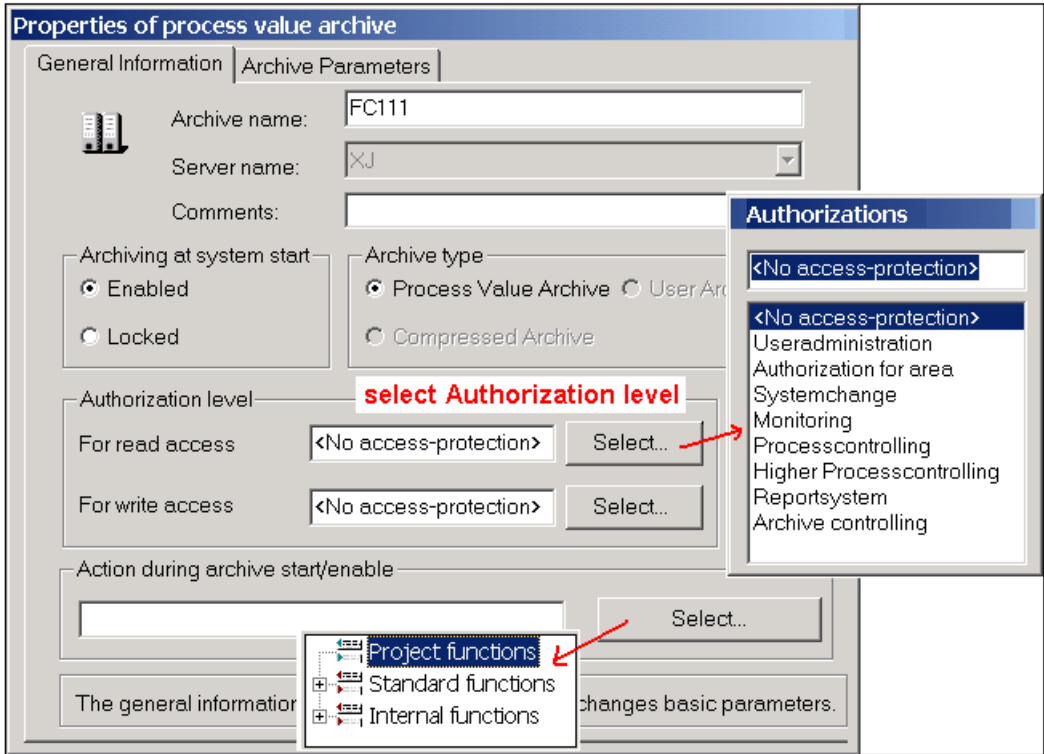 Properties of process value archive
General Information
Archive Parameters
Archive name:
FC111
Server name:
XJ
Comments:
Archiving at system start
Enabled
Locked
Archive type
Process Value Archive
User Ar
Compressed Archive
select Authorization level
Authorization level
For read access
<No access-protection>
Select...
For write access
<No access-protection>
Select...
Authorizations
<No access-protection>
<No access-protection>
Useradministration
Authorization for area
Systemchange
Monitoring
Processcontrolling
Higher Processcontrolling
Reportsystem
Archive controlling
Action during archive start/enable
Select...
Project functions
Standard functions
Internal functions
The general information
changes basic parameters.